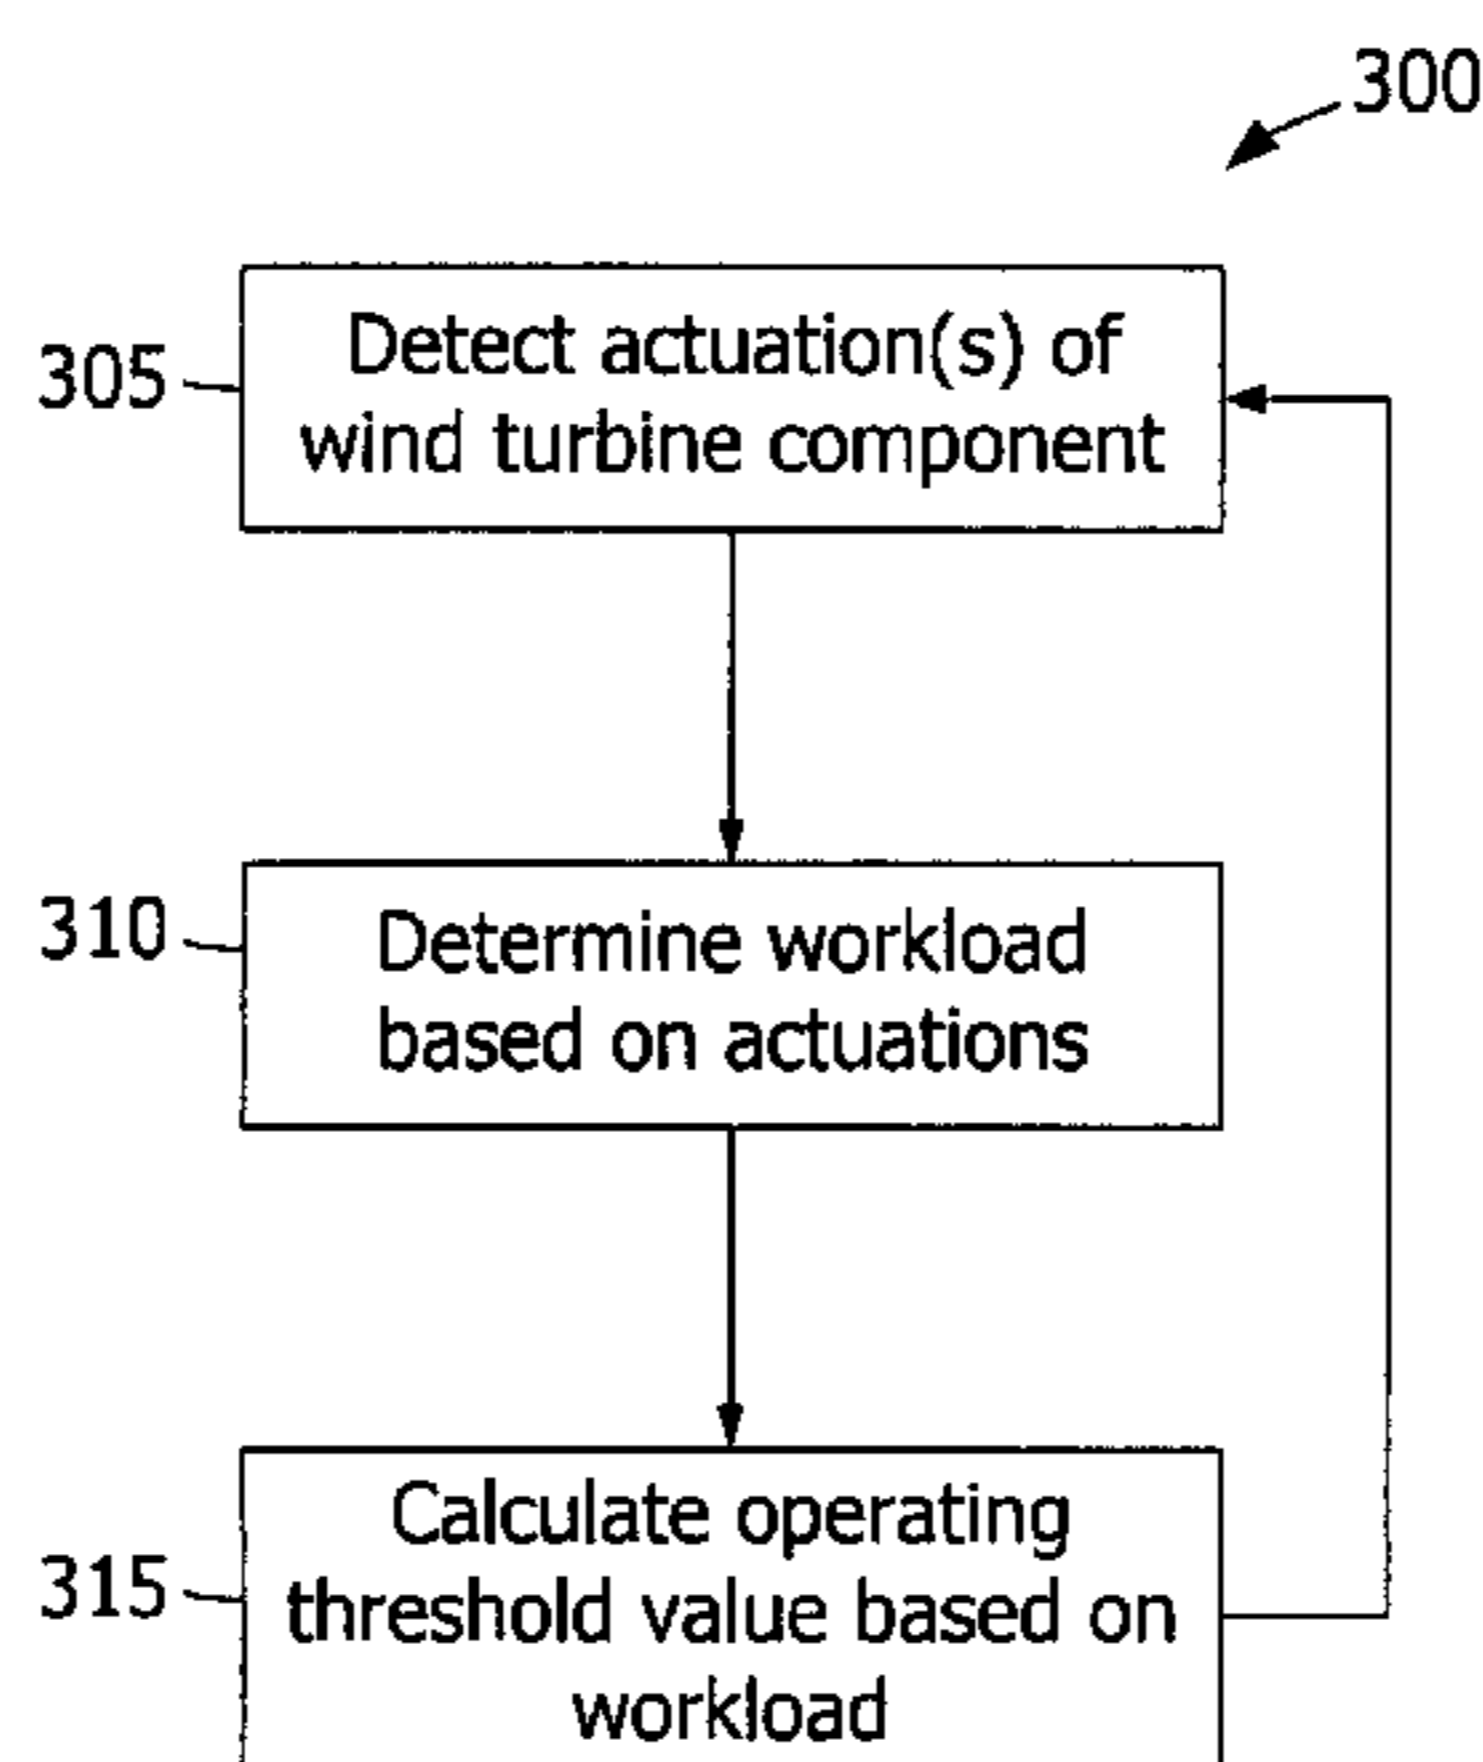 300
305
Detect actuation(s) of
wind turbine component
310
Determine workload
based on actuations
315
Calculate operating
threshold value based on
workload